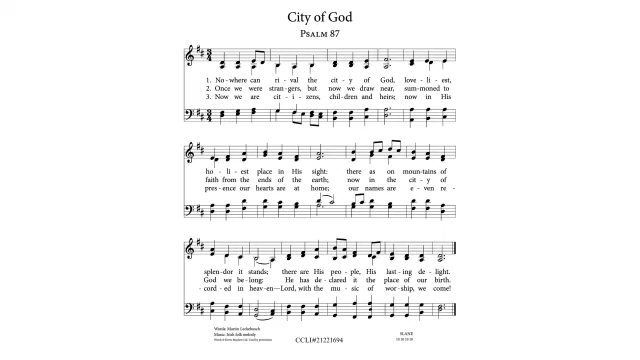 City of God
PSALM 87
1. No-where can ri-val the cit-y of God, love-li-est,
2. Once we were stran-gers, but now we draw near, sum-moned to
3. Now we are cit-i-zens, chil-dren and heirs; now in His
ho-li-est place in His sight: there as on moun-tains of
faith from the ends of the earth; now in the cit-y of
pres-ence our hearts are at home; our names are e-ven re-
splen-dor it stands; there are His peo-ple, His last-ing de-light.
God we be-long: He has de-clared it the place of our birth.
cord-ed in heav-en—Lord, with the mu-sic of wor-ship, we come!
Music: Irish folk melody
SLANE
CCLI#21221694